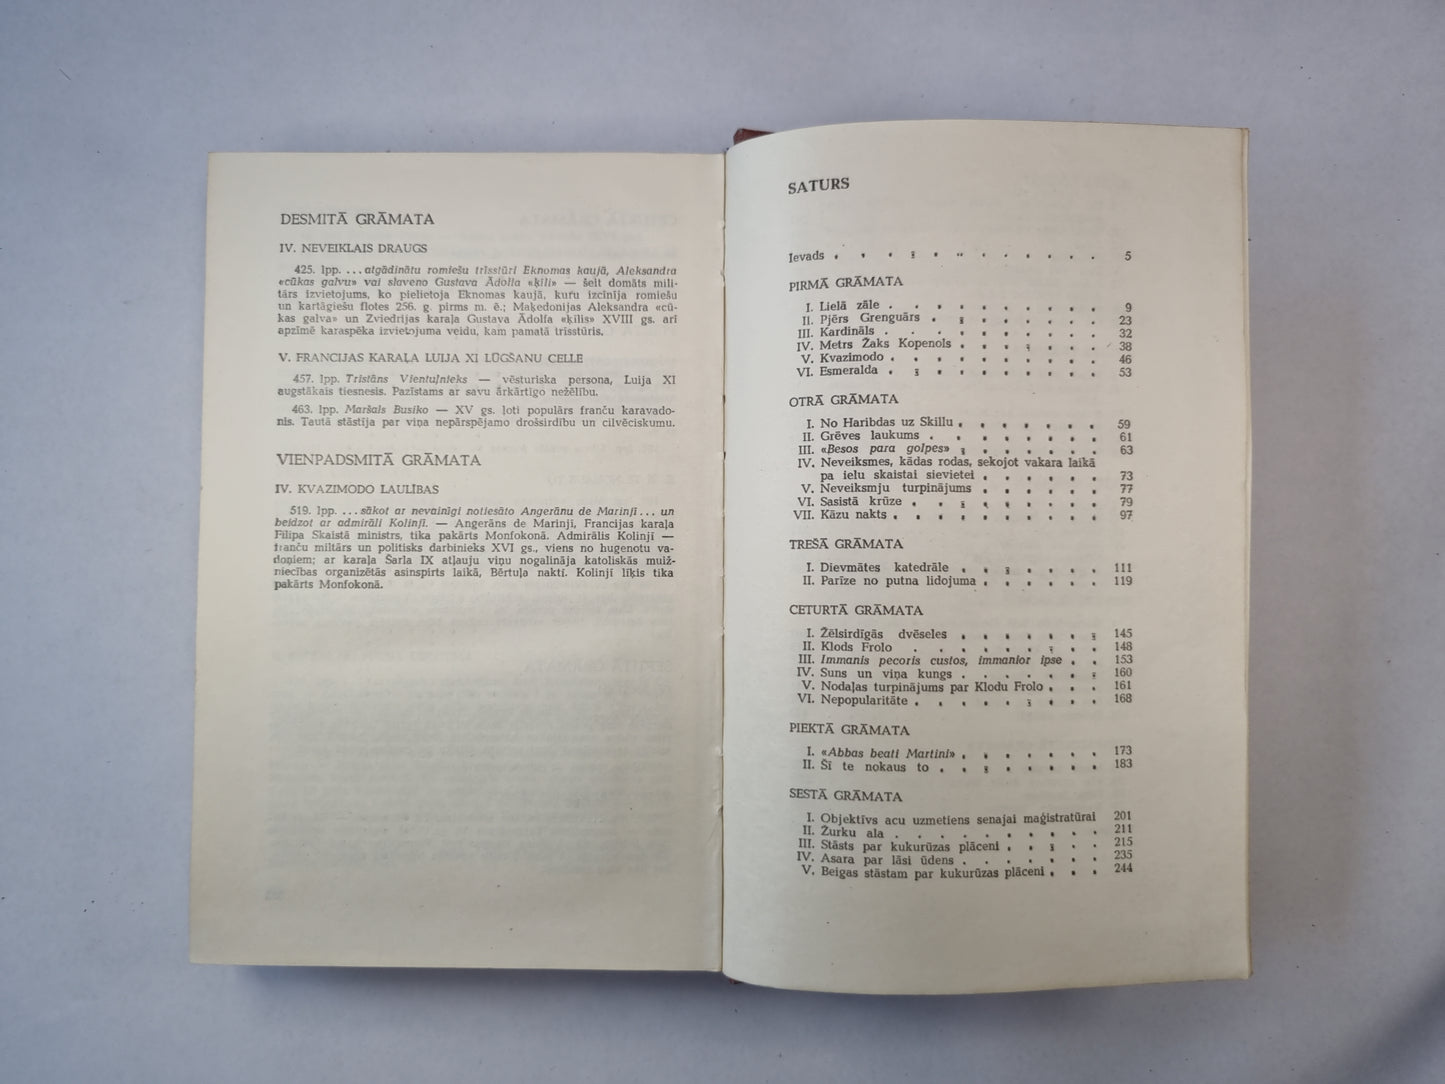 DESMITĀ GRĀMATA
IV. NEVEIKLAIS DRAUGS
425. lpp. ...atgādinātu romiešu trīsstūri Eknomas kaujā, Aleksandra
«cūkas galvu» vai slaveno Gustava Ādolfa «ķīli» — šeit domāts mili-
tārs izvietojums, ko pielietoja Eknomas kaujā, kuŗu izcīnīja romiešu
un kartāgiešu flotes 256. g. pirms m. ē.; Maķedonijas Aleksandra «cū-
kas galva» un Zviedrijas karaļa Gustava Ādolfa «ķīlis» XVIII gs. arī
apzīmē karaspēka izvietojuma veidu, kam pamatā trīsstūris.
V. FRANCIJAS KARAĻA LUIJA XI LŪGŠANU CELLE
457. lpp. Tristāns Vientuļnieks — vēsturiska persona, Luija XI
augstākais tiesnesis. Pazīstams ar savu ārkārtīgo nežēlību.
463. lpp. Maršals Busiko — XV gs. ļoti populārs franču karavado-
nis. Tautā stāstīja par viņa nepārspējamo drošsirdību un cilvēciskumu.
VIENPADSMITĀ GRĀMATA
IV. KVAZIMODO LAULĪBAS
519. lpp. ...sākot ar nevainīgi notiesāto Angerānu de Marinjī... un
beidzot ar admirāli Kolinjī. — Angerāns de Marinjī, Francijas karaļa
Filipa Skaistā ministrs, tika pakārts Monfokonā. Admirālis Kolinjī —
franču militārs un politisks darbinieks XVI gs., viens no hugenotu va-
doņiem; ar karaļa Šarla IX atļauju viņu nogalināja katoliskās muiž-
niecības organizētās asinspirts laikā, Bērtuļa naktī. Kolinjī līķis tika
pakārts Monfokonā.
SATURS
Ievads . . . . . . . . . . 5
PIRMĀ GRĀMATA
I. Lielā zāle . . . . . . . . . . 9
II. Pjērs Grenguārs . . . . . . . . 23
III. Kardināls . . . . . . . . . . 32
IV. Metrs Žaks Kopenols . . . . . . . 38
V. Kvazimodo . . . . . . . . . . 46
VI. Esmeralda . . . . . . . . . . 53
OTRĀ GRĀMATA
I. No Haribdas uz Skillu . . . . . . . 59
II. Grēves laukums . . . . . . . . 61
III. «Besos para golpes» . . . . . . . 63
IV. Neveiksmes, kādas rodas, sekojot vakara laikā
pa ielu skaistai sievietei . . . . . . 73
V. Neveiksmju turpinājums . . . . . . 77
VI. Sasistā krūze . . . . . . . . . 79
VII. Kāzu nakts . . . . . . . . . . 97
TREŠĀ GRĀMATA
I. Dievmātes katedrāle . . . . . . . 111
II. Parīze no putna lidojuma . . . . . . 119
CETURTĀ GRĀMATA
I. Žēlsirdīgās dvēseles . . . . . . . 145
II. Klods Frolo . . . . . . . . . 148
III. Immanis pecoris custos, immanior ipse . . 153
IV. Suns un viņa kungs . . . . . . . 160
V. Nodaļas turpinājums par Klodu Frolo . . . 161
VI. Nepopularitāte . . . . . . . . . 168
PIEKTĀ GRĀMATA
I. «Abbas beati Martini» . . . . . . . 173
II. Šī te nokaus to . . . . . . . . 183
SESTĀ GRĀMATA
I. Objektīvs acu uzmetiens senajai maģistratūrai 201
II. Žurku ala . . . . . . . . . . 211
III. Stāsts par kukurūzas plāceni . . . . . 215
IV. Asara par lāsi ūdens . . . . . . . 235
V. Beigas stāstam par kukurūzas plāceni . . . 244